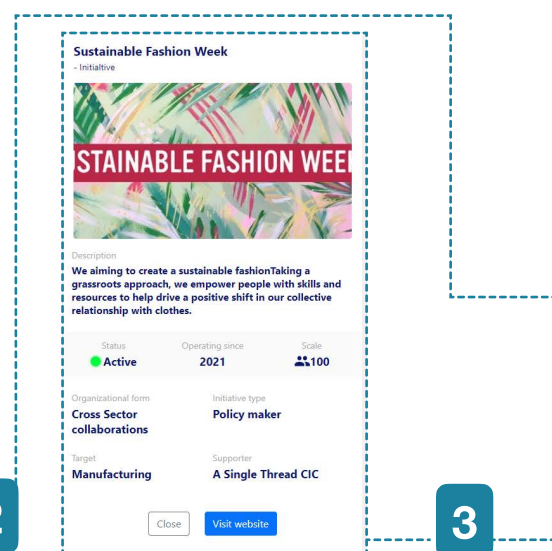 Sustainable Fashion Week
- Initialtive
STAINABLE FASHION WEE
Description
We aiming to create a sustainable fashionTaking a
grassroots approach, we empower people with skills and
resources to help drive a positive shift in our collective
relationship with clothes.
Status Operating since Scale
Active 2021 100
Organizational form Initiative type
Cross Sector Policy maker
collaborations
Target Supporter
Manufacturing A Single Thread CIC
Close Visit website
2 3